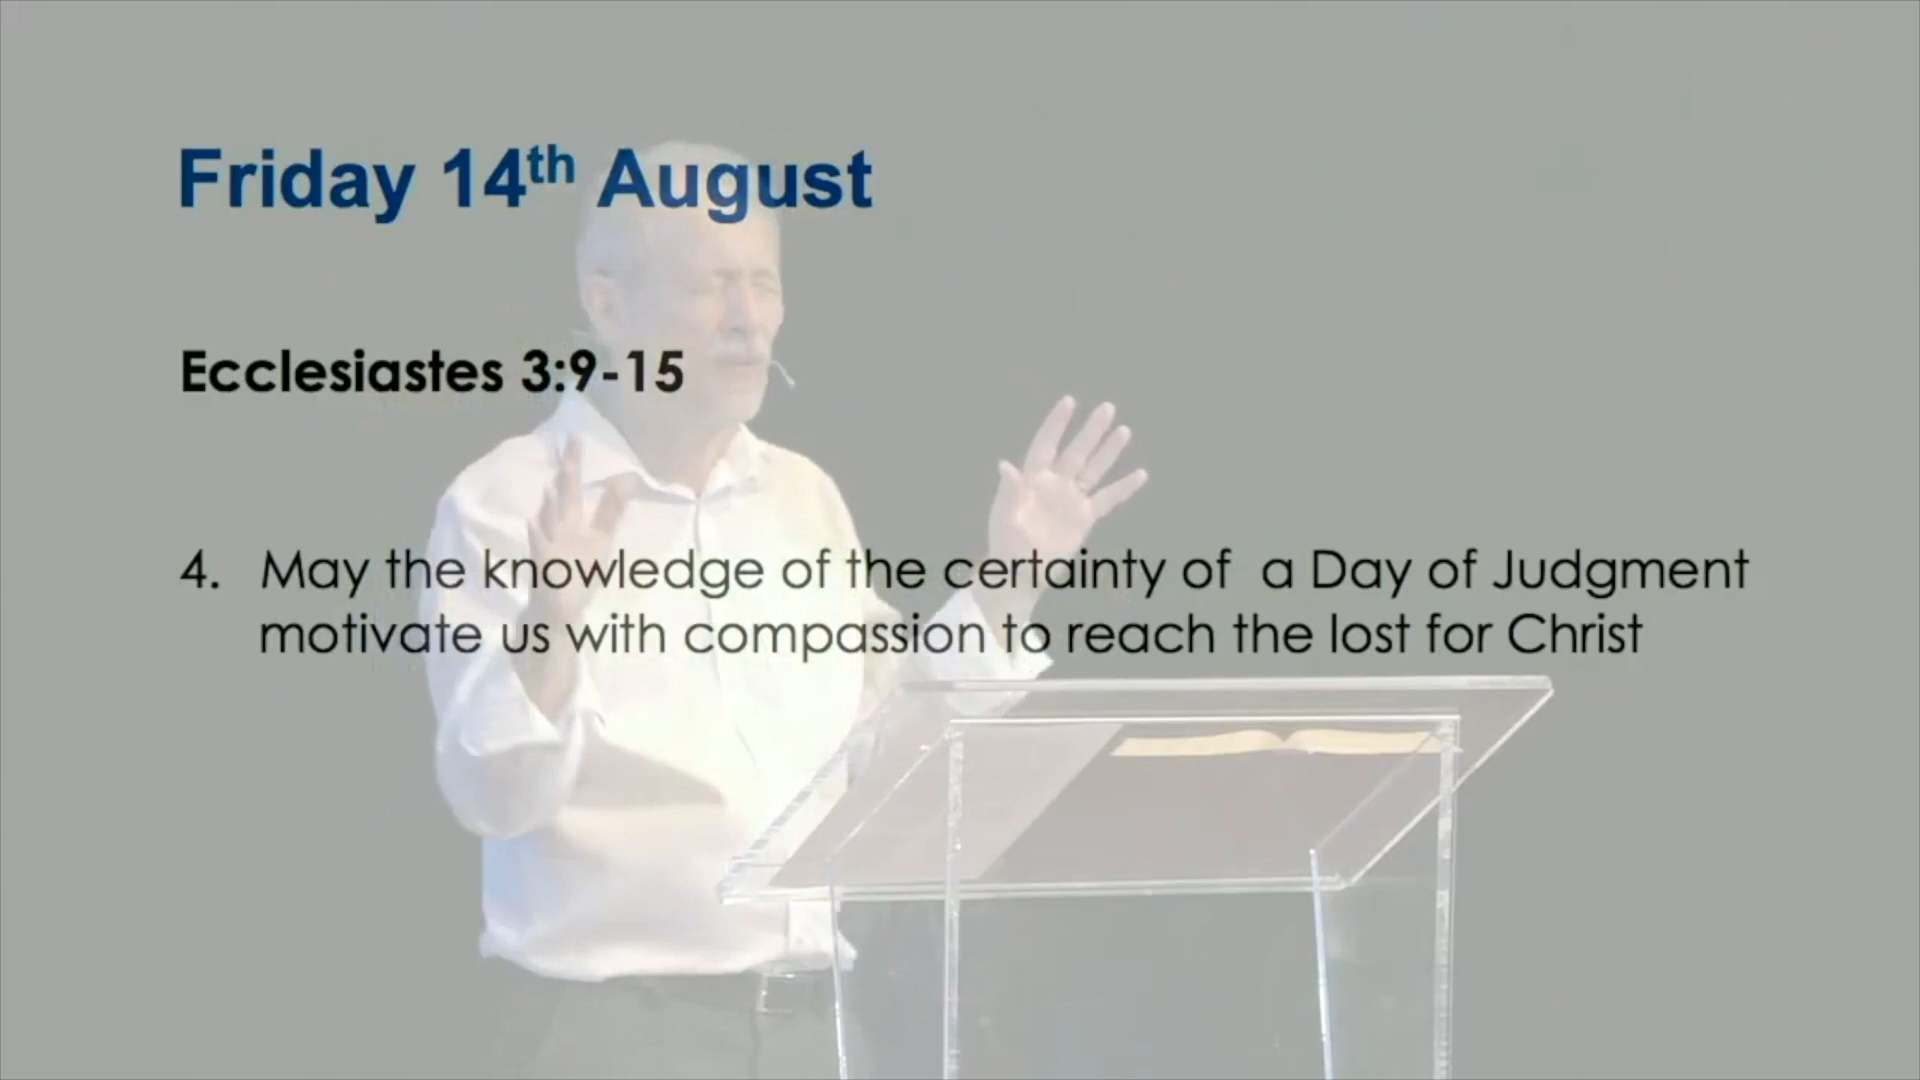 Friday 14th August
Ecclesiastes 3:9-15
4. May the knowledge of the certainty of a Day of Judgment
motivate us with compassion to reach the lost for Christ